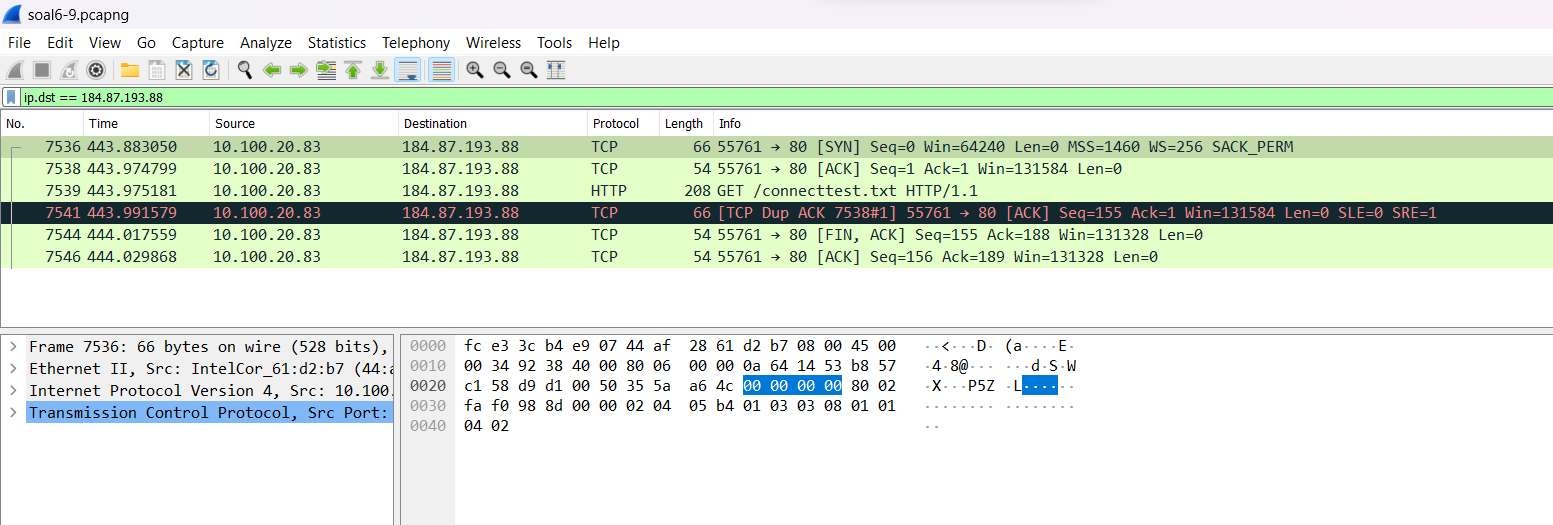 soal6-9.pcapng
File Edit View Go Capture Analyze Statistics Telephony Wireless Tools Help
ip.dst == 184.87.193.88
No. Time Source Destination Protocol Length Info
7536 443.883050 10.100.20.83 184.87.193.88 TCP 66 55761 → 80 [SYN] Seq=0 Win=64240 Len=0 MSS=1460 WS=256 SACK_PERM
7538 443.974799 10.100.20.83 184.87.193.88 TCP 54 55761 → 80 [ACK] Seq=1 Ack=1 Win=131584 Len=0
7539 443.975181 10.100.20.83 184.87.193.88 HTTP 208 GET /connecttest.txt HTTP/1.1
7541 443.991579 10.100.20.83 184.87.193.88 TCP 66 [TCP Dup ACK 7538#1] 55761 → 80 [ACK] Seq=155 Ack=1 Win=131584 Len=0 SLE=0 SRE=1
7544 444.017559 10.100.20.83 184.87.193.88 TCP 54 55761 → 80 [FIN, ACK] Seq=155 Ack=188 Win=131328 Len=0
7546 444.029868 10.100.20.83 184.87.193.88 TCP 54 55761 → 80 [ACK] Seq=156 Ack=189 Win=131328 Len=0
Frame 7536: 66 bytes on wire (528 bits),
Ethernet II, Src: IntelCor_61:d2:b7 (44:a
Internet Protocol Version 4, Src: 10.100.
Transmission Control Protocol, Src Port:
0000 fc e3 3c b4 e9 07 44 af 28 61 d2 b7 08 00 45 00 ··<···D· (a····E·
0010 00 34 92 38 40 00 80 06 00 00 0a 64 14 53 b8 57 ·4·8@··· ···d·S·W
0020 c1 58 d9 d1 00 50 35 5a a6 4c 00 00 00 00 80 02 ·X···P5Z ·L······
0030 fa f0 98 8d 00 00 02 04 05 b4 01 03 03 08 01 01 ········ ········
0040 04 02 ··